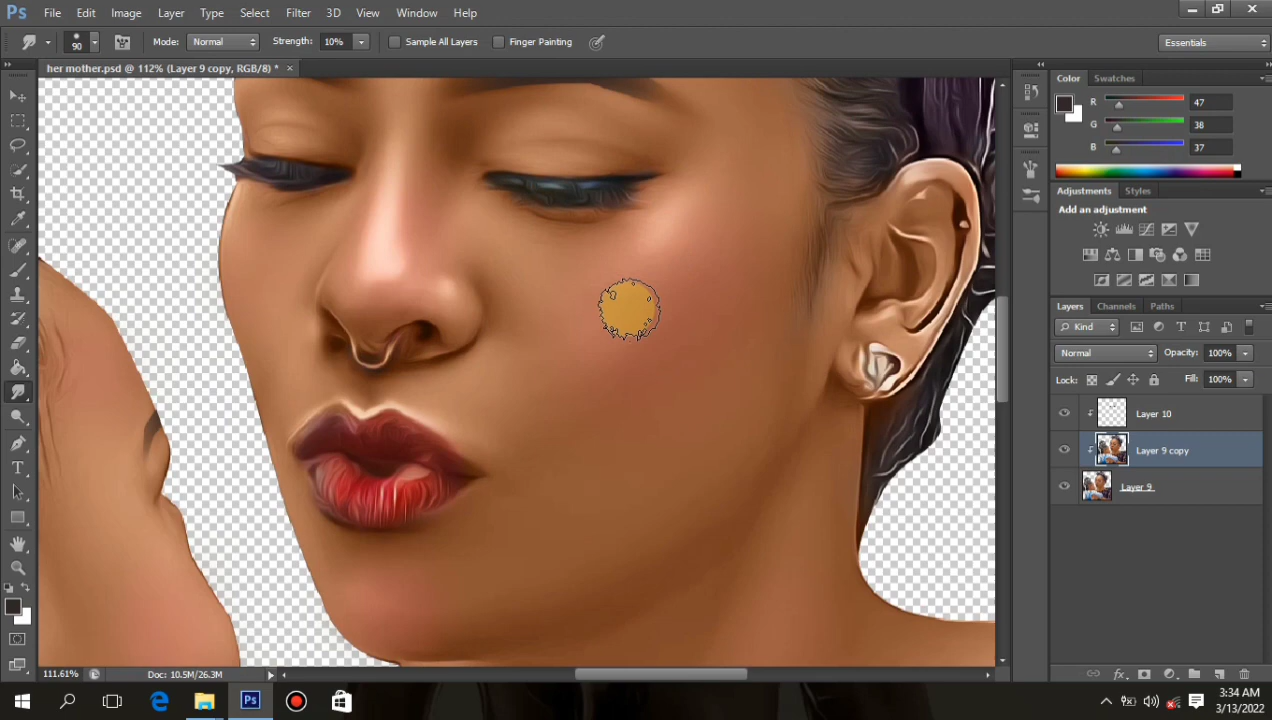 Ps File Edit Image Layer Type Select Filter 3D View Window Help
90 Mode: Normal Strength: 10% Sample All Layers Finger Painting Essentials
her mother.psd @ 112% (Layer 9 copy, RGB/8) * ×
Color Swatches
R 47
G 38
B 37
Adjustments Styles
Add an adjustment
Layers Channels Paths
Kind
Normal Opacity: 100%
Lock: Fill: 100%
Layer 10
Layer 9 copy
Layer 9
111.61% Doc: 10.5M/26.3M
Ps
3:34 AM
3/13/2022